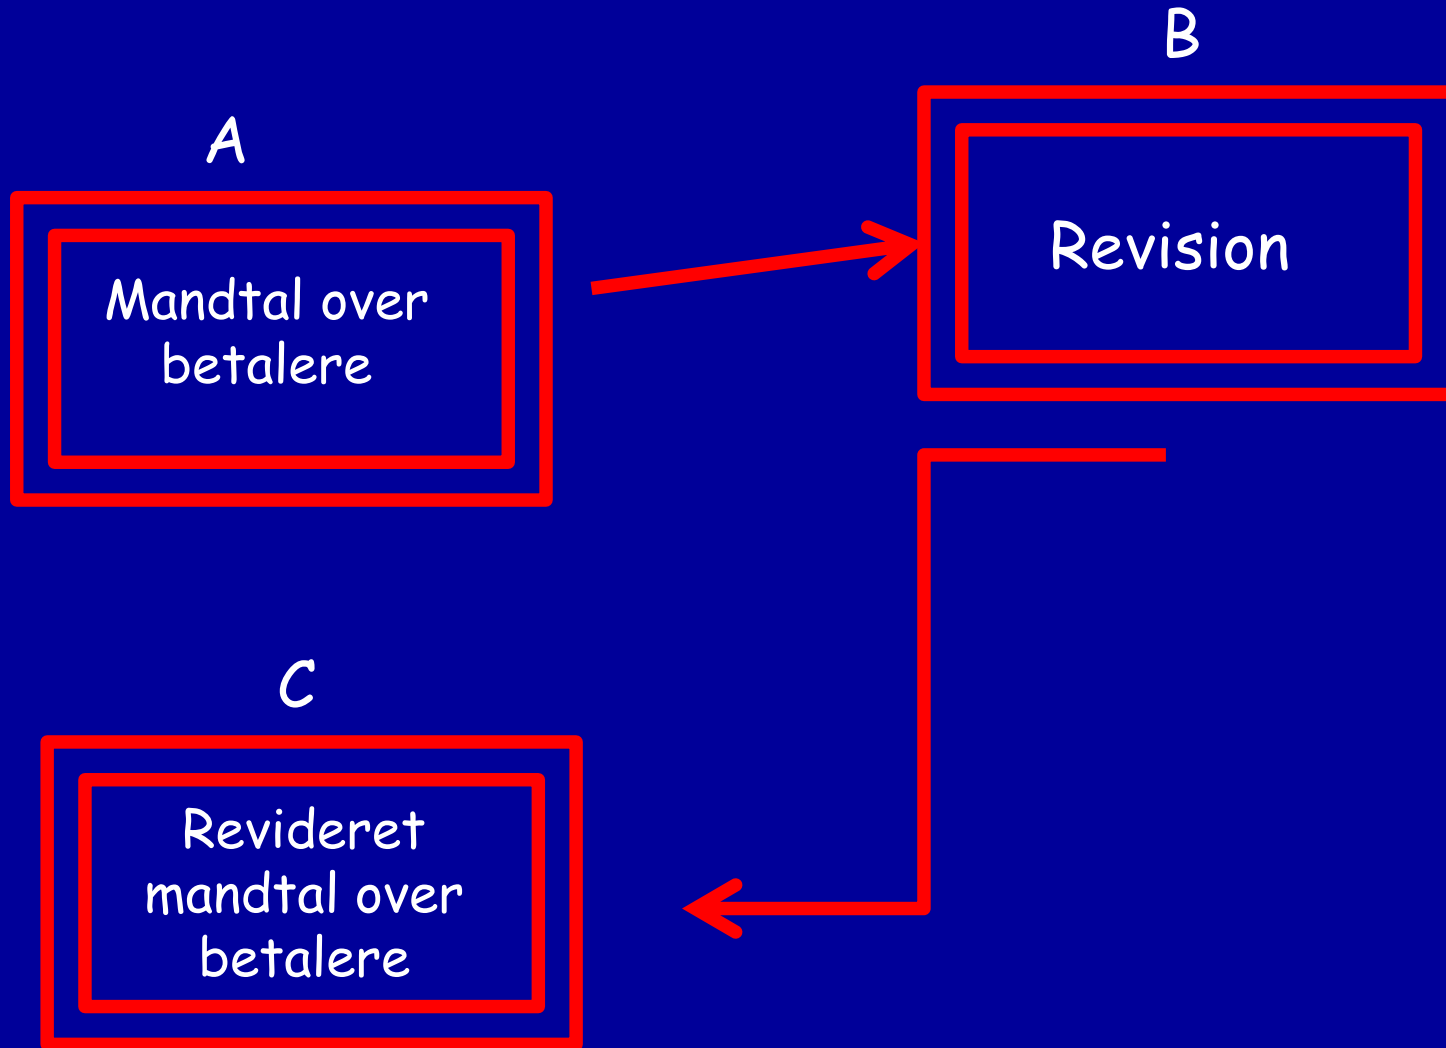 A
Mandtal over
betalere
B
Revision
C
Revideret
mandtal over
betalere